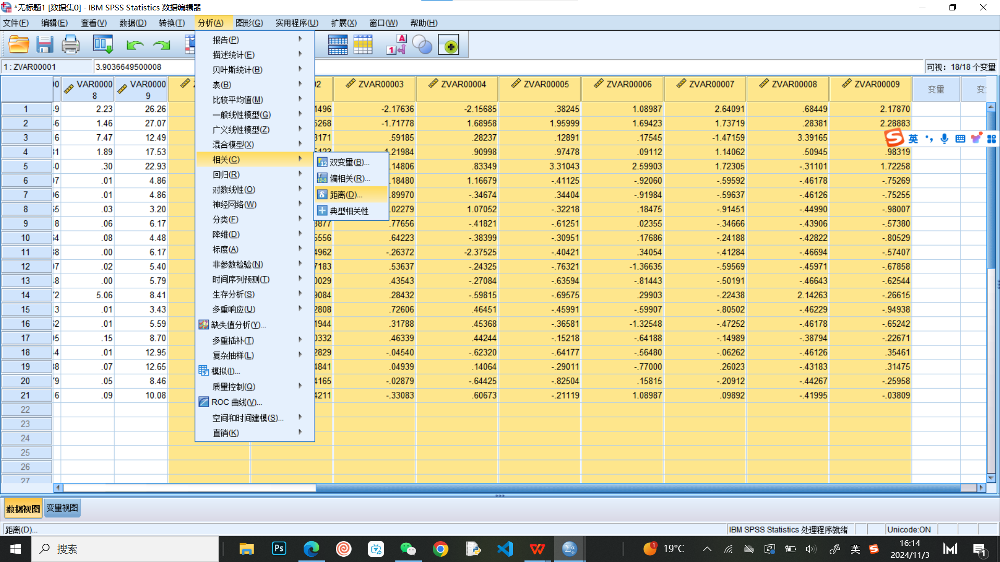 *无标题1 [数据集0] - IBM SPSS Statistics 数据编辑器
文件(F) 编辑(E) 查看(V) 数据(D) 转换(T) 分析(A) 图形(G) 实用程序(U) 扩展(X) 窗口(W) 帮助(H)
1 : ZVAR00001 3.9036649500008 可视: 18/18 个变量
报告(P)
描述统计(E)
贝叶斯统计(B)
表(B)
比较平均值(M)
一般线性模型(G)
广义线性模型(Z)
混合模型(X)
相关(C)
回归(R)
对数线性(O)
神经网络(W)
分类(F)
降维(D)
标度(A)
非参数检验(N)
时间序列预测(T)
生存分析(S)
多重响应(U)
缺失值分析(Y)...
多重插补(T)
复杂抽样(L)
模拟(I)...
质量控制(Q)
ROC 曲线(V)...
空间和时间建模(S)...
直销(K)
双变量(B)...
偏相关(R)...
距离(D)...
典型相关性
VAR00008 VAR00009 ZVAR00003 ZVAR00004 ZVAR00005 ZVAR00006 ZVAR00007 ZVAR00008 ZVAR00009 变量
1 2.23 26.26 1496 -2.17636 -2.15685 .38245 1.08987 2.64091 .68449 2.17870
2 1.46 27.07 5268 -1.71778 1.68958 1.95999 1.69423 1.73719 .28381 2.28883
3 7.47 12.49 3171 .59185 .28237 .12891 .17545 -1.47159 3.39165
4 1.89 17.53 1.21984 .90998 .97478 .09112 1.14062 .50945 .98319
5 .30 22.93 .14806 .83349 3.31043 2.59903 1.72305 -.31101 1.72258
6 .01 4.86 .18480 1.16679 -.41125 -.92060 -.59592 -.46178 -.75269
7 .01 4.86 .89970 -.34674 .34404 -.91984 -.59637 -.46126 -.75255
8 .03 3.20 .02279 1.07052 -.32218 .18475 -.91451 -.44990 -.98007
9 .06 6.17 3877 .77656 -.41821 -.61251 .02355 -.34666 -.43906 -.57380
10 .08 4.48 5556 .64223 -.38399 -.30951 .17686 -.24188 -.42822 -.80529
11 .00 6.17 4962 -.26372 -2.37525 -.40421 .34054 -.41284 -.46694 -.57407
12 .02 5.40 7183 .53637 -.24325 -.76321 -1.36635 -.59569 -.45971 -.67858
13 .00 5.79 0029 .43543 -.27084 -.63594 -.81443 -.50191 -.46643 -.62544
14 5.06 8.41 9084 .28432 -.59815 -.69575 .29903 -.22438 2.14263 -.26615
15 .01 3.43 2808 .72606 .46451 -.45991 -.59907 -.80502 -.46229 -.94938
16 .01 5.59 1944 .31788 .45368 -.36581 -1.32548 -.47252 -.46178 -.65242
17 .15 8.70 0332 .46339 .44244 -.15218 -.64188 -.14989 -.38794 -.22671
18 .01 12.95 2829 -.04540 -.62320 -.64177 -.56480 -.06262 -.46126 .35461
19 .07 12.65 4841 .04939 .14064 -.29011 -.77000 .26023 -.43183 .31475
20 .05 8.46 4165 -.02879 -.64425 -.82504 .15815 -.20912 -.44267 -.25958
21 .09 10.08 4211 -.33083 .60673 -.21119 1.08987 .09892 -.41995 -.03809
22
23
24
25
26
27
英
数据视图 变量视图
距离(D)... IBM SPSS Statistics 处理程序就绪 Unicode:ON
搜索 Ps 1 19°C 英 16:14
2024/11/3 1